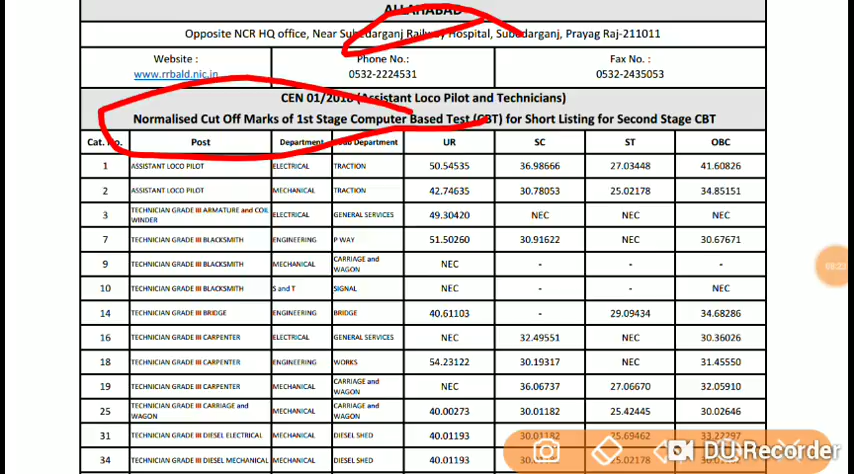 ALLAHABAD
Opposite NCR HQ office, Near Subedarganj Railway Hospital, Subedarganj, Prayag Raj-211011
Website : Phone No.: Fax No. :
www.rrbald.nic.in 0532-2224531 0532-2435053
CEN 01/2018 (Assistant Loco Pilot and Technicians)
Normalised Cut Off Marks of 1st Stage Computer Based Test (CBT) for Short Listing for Second Stage CBT
Cat. No. Post Department Sub Department UR SC ST OBC
1 ASSISTANT LOCO PILOT ELECTRICAL TRACTION 50.54535 36.98666 27.03448 41.60826
2 ASSISTANT LOCO PILOT MECHANICAL TRACTION 42.74635 30.78053 25.02178 34.85151
3 TECHNICIAN GRADE III ARMATURE and COIL WINDER ELECTRICAL GENERAL SERVICES 49.30420 NEC NEC NEC
7 TECHNICIAN GRADE III BLACKSMITH ENGINEERING P WAY 51.50260 30.91622 NEC 30.67671
9 TECHNICIAN GRADE III BLACKSMITH MECHANICAL CARRIAGE and WAGON NEC - - -
10 TECHNICIAN GRADE III BLACKSMITH S and T SIGNAL NEC - - NEC
14 TECHNICIAN GRADE III BRIDGE ENGINEERING BRIDGE 40.61103 - 29.09434 34.68286
16 TECHNICIAN GRADE III CARPENTER ELECTRICAL GENERAL SERVICES NEC 32.49551 NEC 30.36026
18 TECHNICIAN GRADE III CARPENTER ENGINEERING WORKS 54.23122 30.19317 NEC 31.45550
19 TECHNICIAN GRADE III CARPENTER MECHANICAL CARRIAGE and WAGON NEC 36.06737 27.06670 32.05910
25 TECHNICIAN GRADE III CARRIAGE and WAGON MECHANICAL CARRIAGE and WAGON 40.00273 30.01182 25.42445 30.02646
31 TECHNICIAN GRADE III DIESEL ELECTRICAL MECHANICAL DIESEL SHED 40.01193 30.01182 25.69462 33.22297
34 TECHNICIAN GRADE III DIESEL MECHANICAL MECHANICAL DIESEL SHED 40.01193 25.02178
DU Recorder